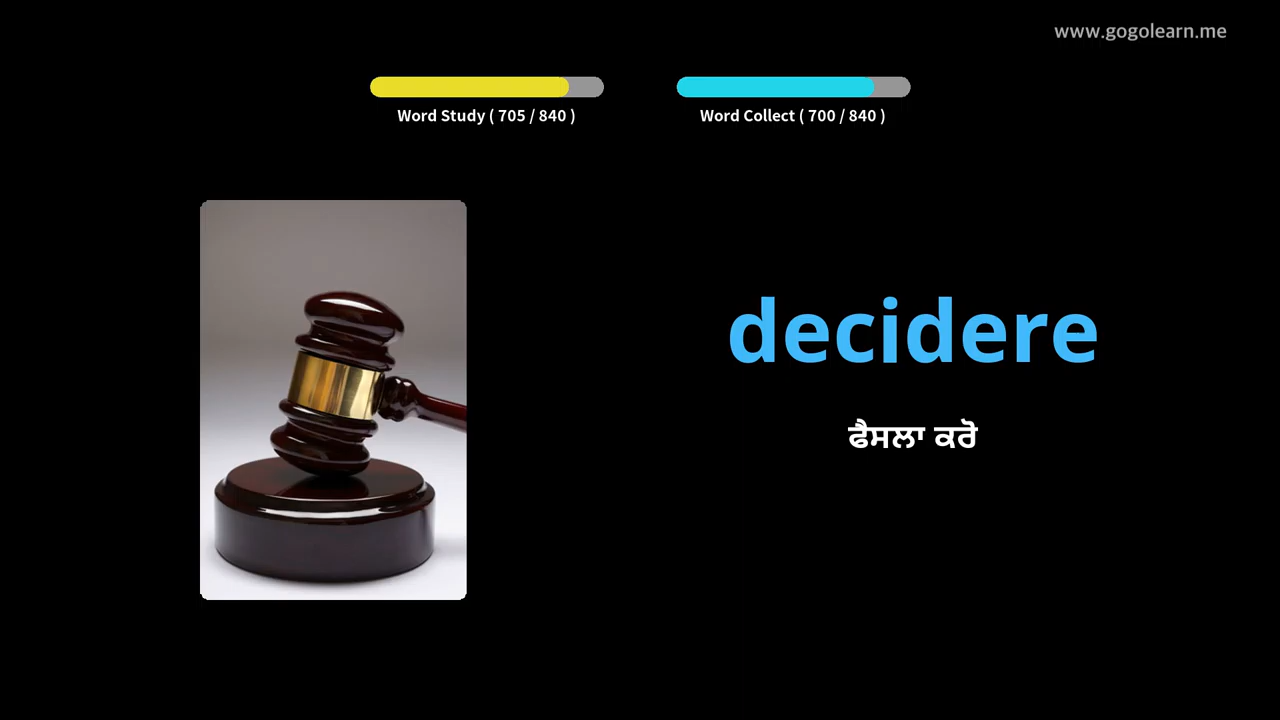 www.gogolearn.me
Word Study ( 705 / 840 )
Word Collect ( 700 / 840 )
decidere
ਫੈਸਲਾ ਕਰੋ